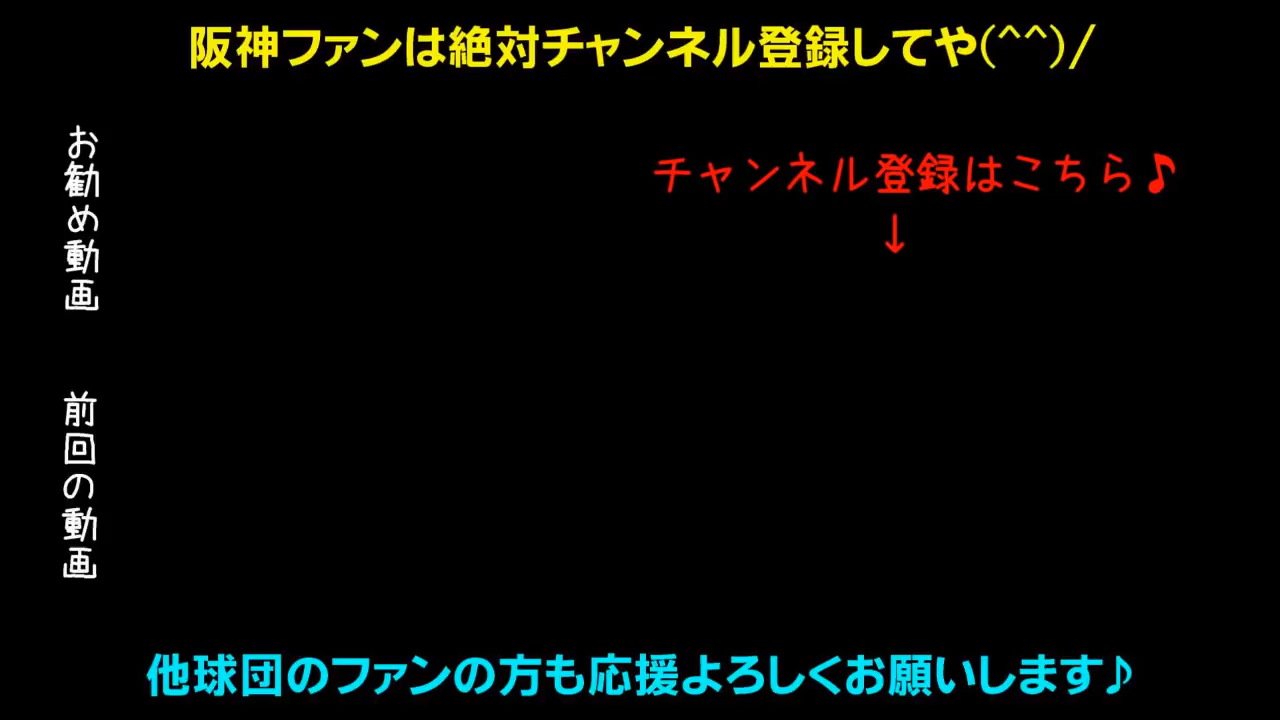 阪神ファンは絶対チャンネル登録してや(^^)/
お勧め動画
チャンネル登録はこちら♪
↓
前回の動画
他球団のファンの方も応援よろしくお願いします♪